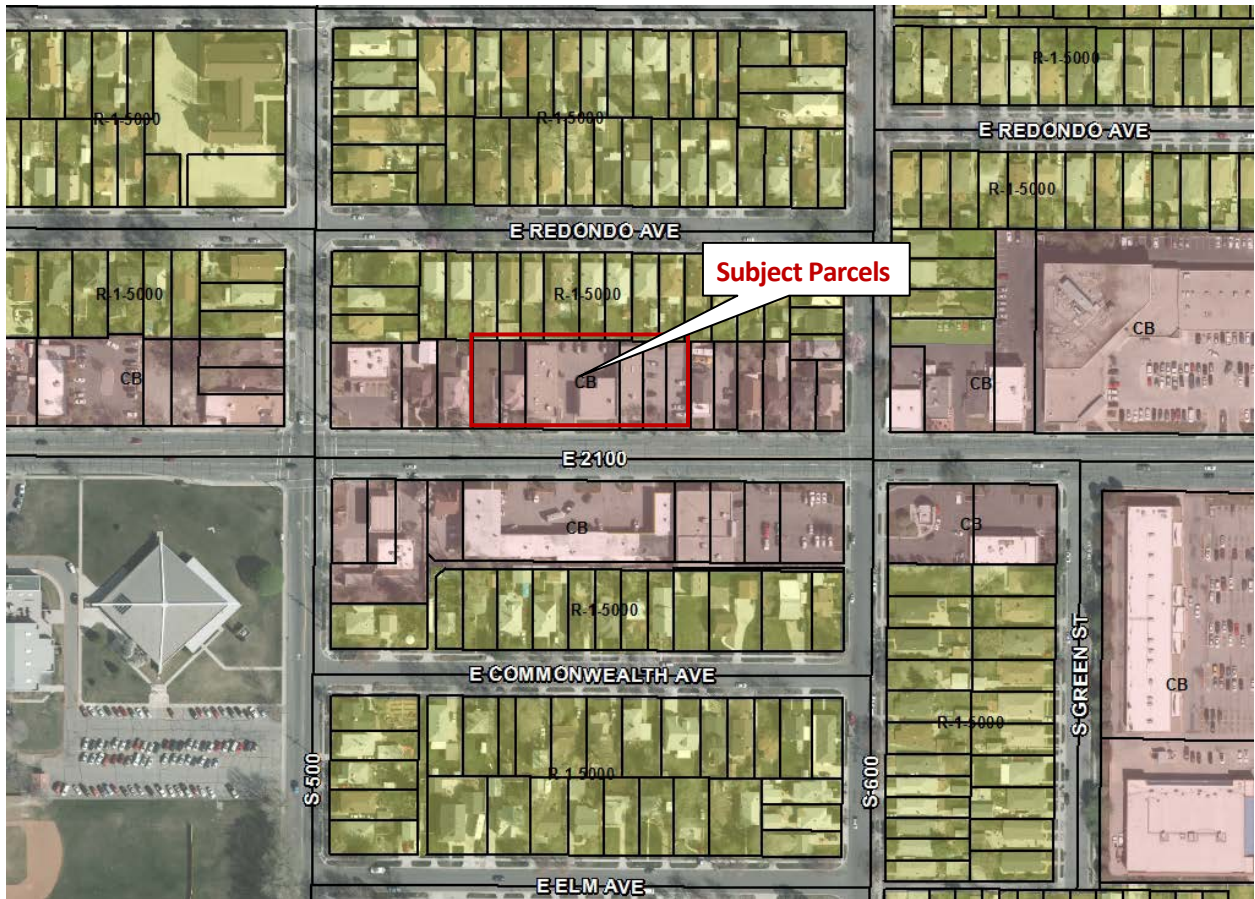 R-1-5000
R-1-5000
R-1-5000
E REDONDO AVE
R-1-5000
E REDONDO AVE
Subject Parcels
R-1-5000
R-1-5000
CB
CB
CB
CB
E 2100
CB
CB
R-1-5000
E COMMONWEALTH AVE
S GREEN ST
CB
R-1-5000
R-1-5000
S 500
S 600
E ELM AVE